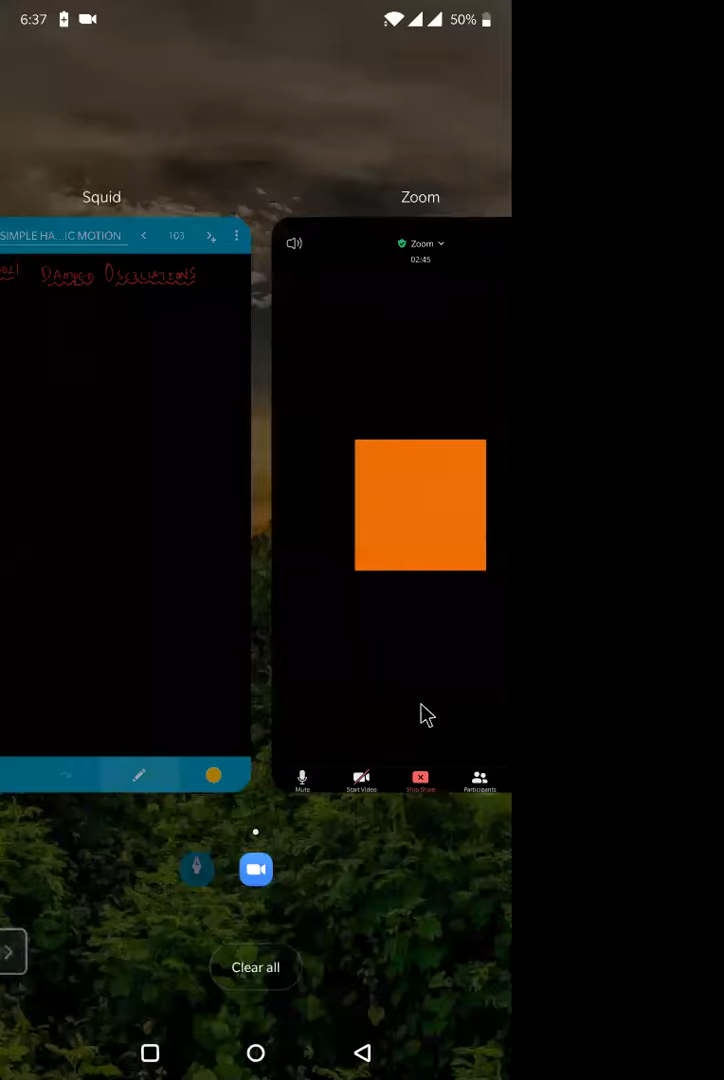 6:37
50%
Squid
Zoom
SIMPLE HA...IC MOTION
103
DAMPED OSCILLATIONS
Zoom
02:45
Mute
Start Video
Stop Share
Participants
Clear all